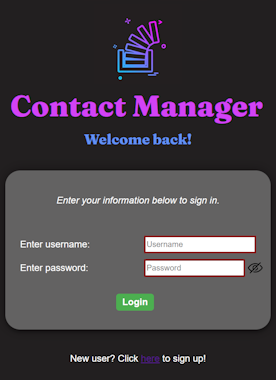 Contact Manager
Welcome back!
Enter your information below to sign in.
Enter username: Username
Enter password: Password
Login
New user? Click here to sign up!